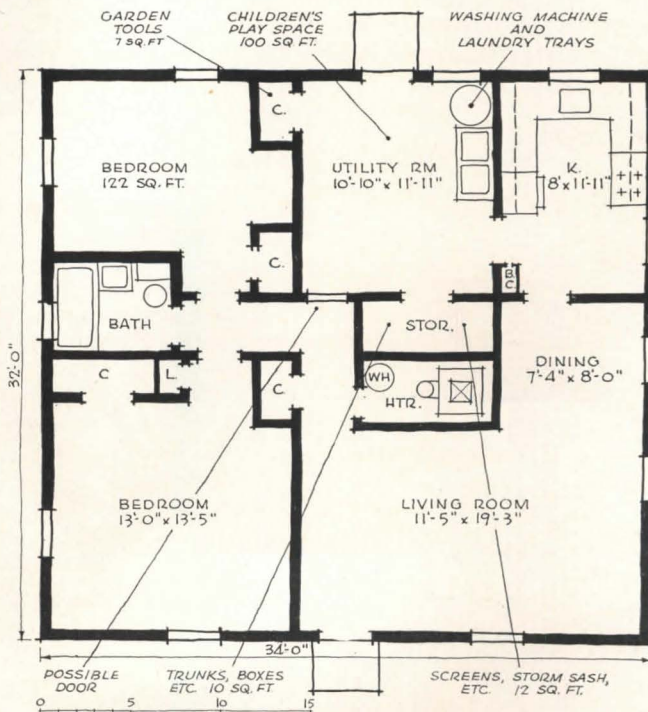 GARDEN
TOOLS
7 SQ. FT
CHILDREN'S
PLAY SPACE
100 SQ FT.
WASHING MACHINE
AND
LAUNDRY TRAYS
C.
BEDROOM
122 SQ. FT.
UTILITY RM
10'-10" x 11'-11"
K.
8' x 11'-11"
C.
B.
C.
BATH
STOR.
32'-0"
DINING
7'-4" x 8'-0"
C
L.
C
WH
HTR.
BEDROOM
13'-0" x 13'-5"
LIVING ROOM
11'-5" x 19'-3"
34'-0"
POSSIBLE
DOOR
TRUNKS, BOXES
ETC. 10 SQ. FT
SCREENS, STORM SASH,
ETC. 12 SQ. FT.
0 5 10 15